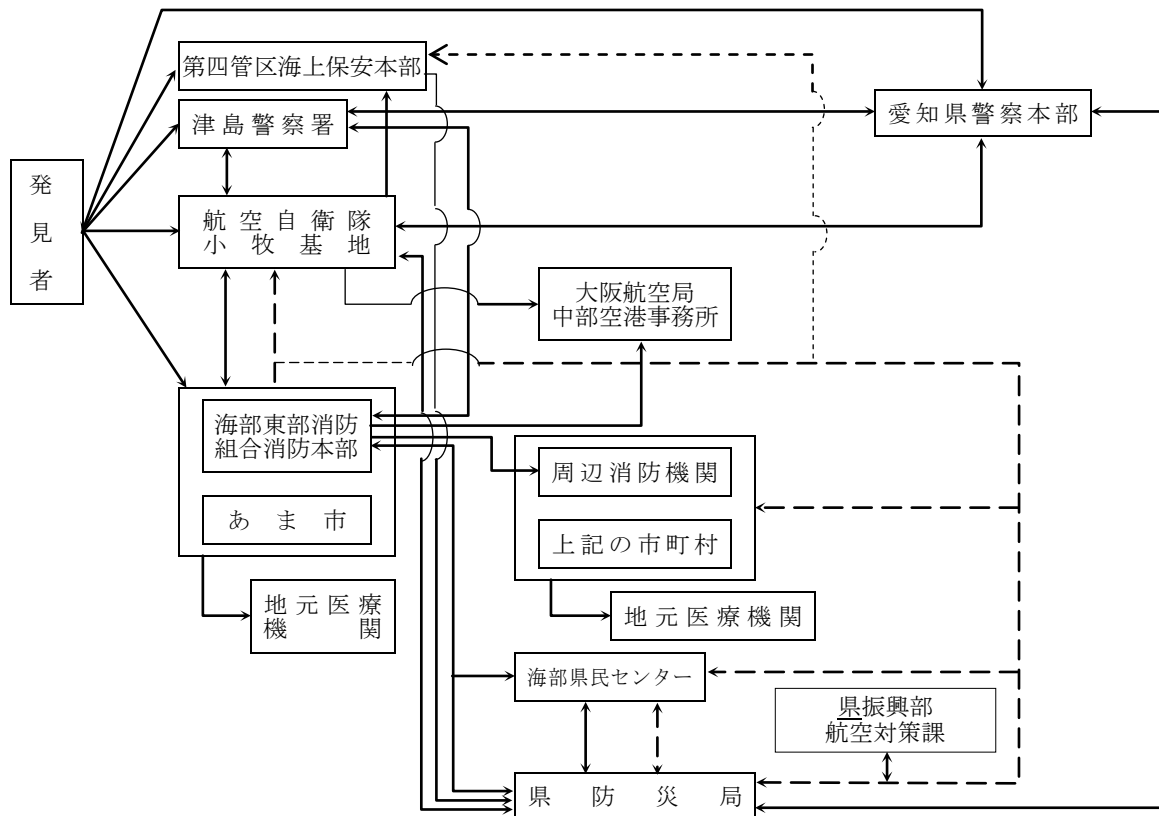 第四管区海上保安本部
津島警察署
愛知県警察本部
発
見
者
航空自衛隊
小牧基地
大阪航空局
中部空港事務所
海部東部消防
組合消防本部
あま市
周辺消防機関
上記の市町村
地元医療
機関
地元医療機関
海部県民センター
県振興部
航空対策課
県防災局